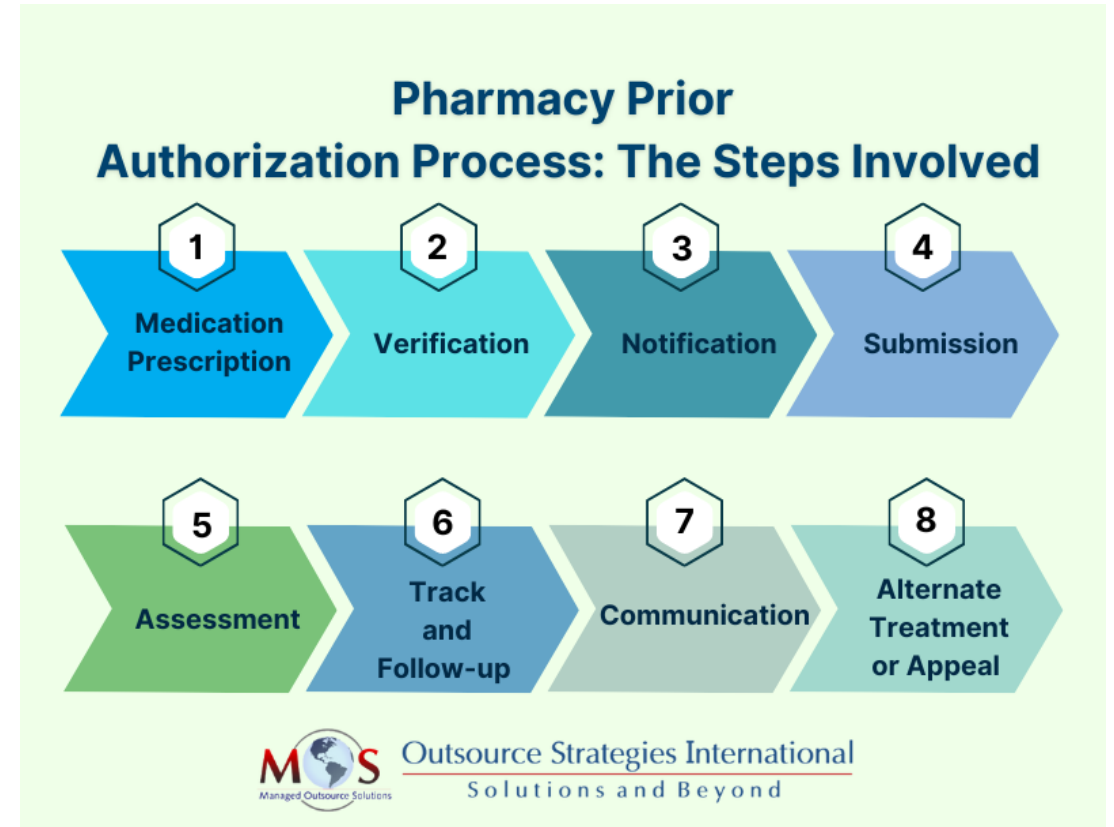 Pharmacy Prior
Authorization Process: The Steps Involved
1
Medication
Prescription
2
Verification
3
Notification
4
Submission
5
Assessment
6
Track
and
Follow-up
7
Communication
8
Alternate
Treatment
or Appeal
MOS
Managed Outsource Solutions
Outsource Strategies International
Solutions and Beyond